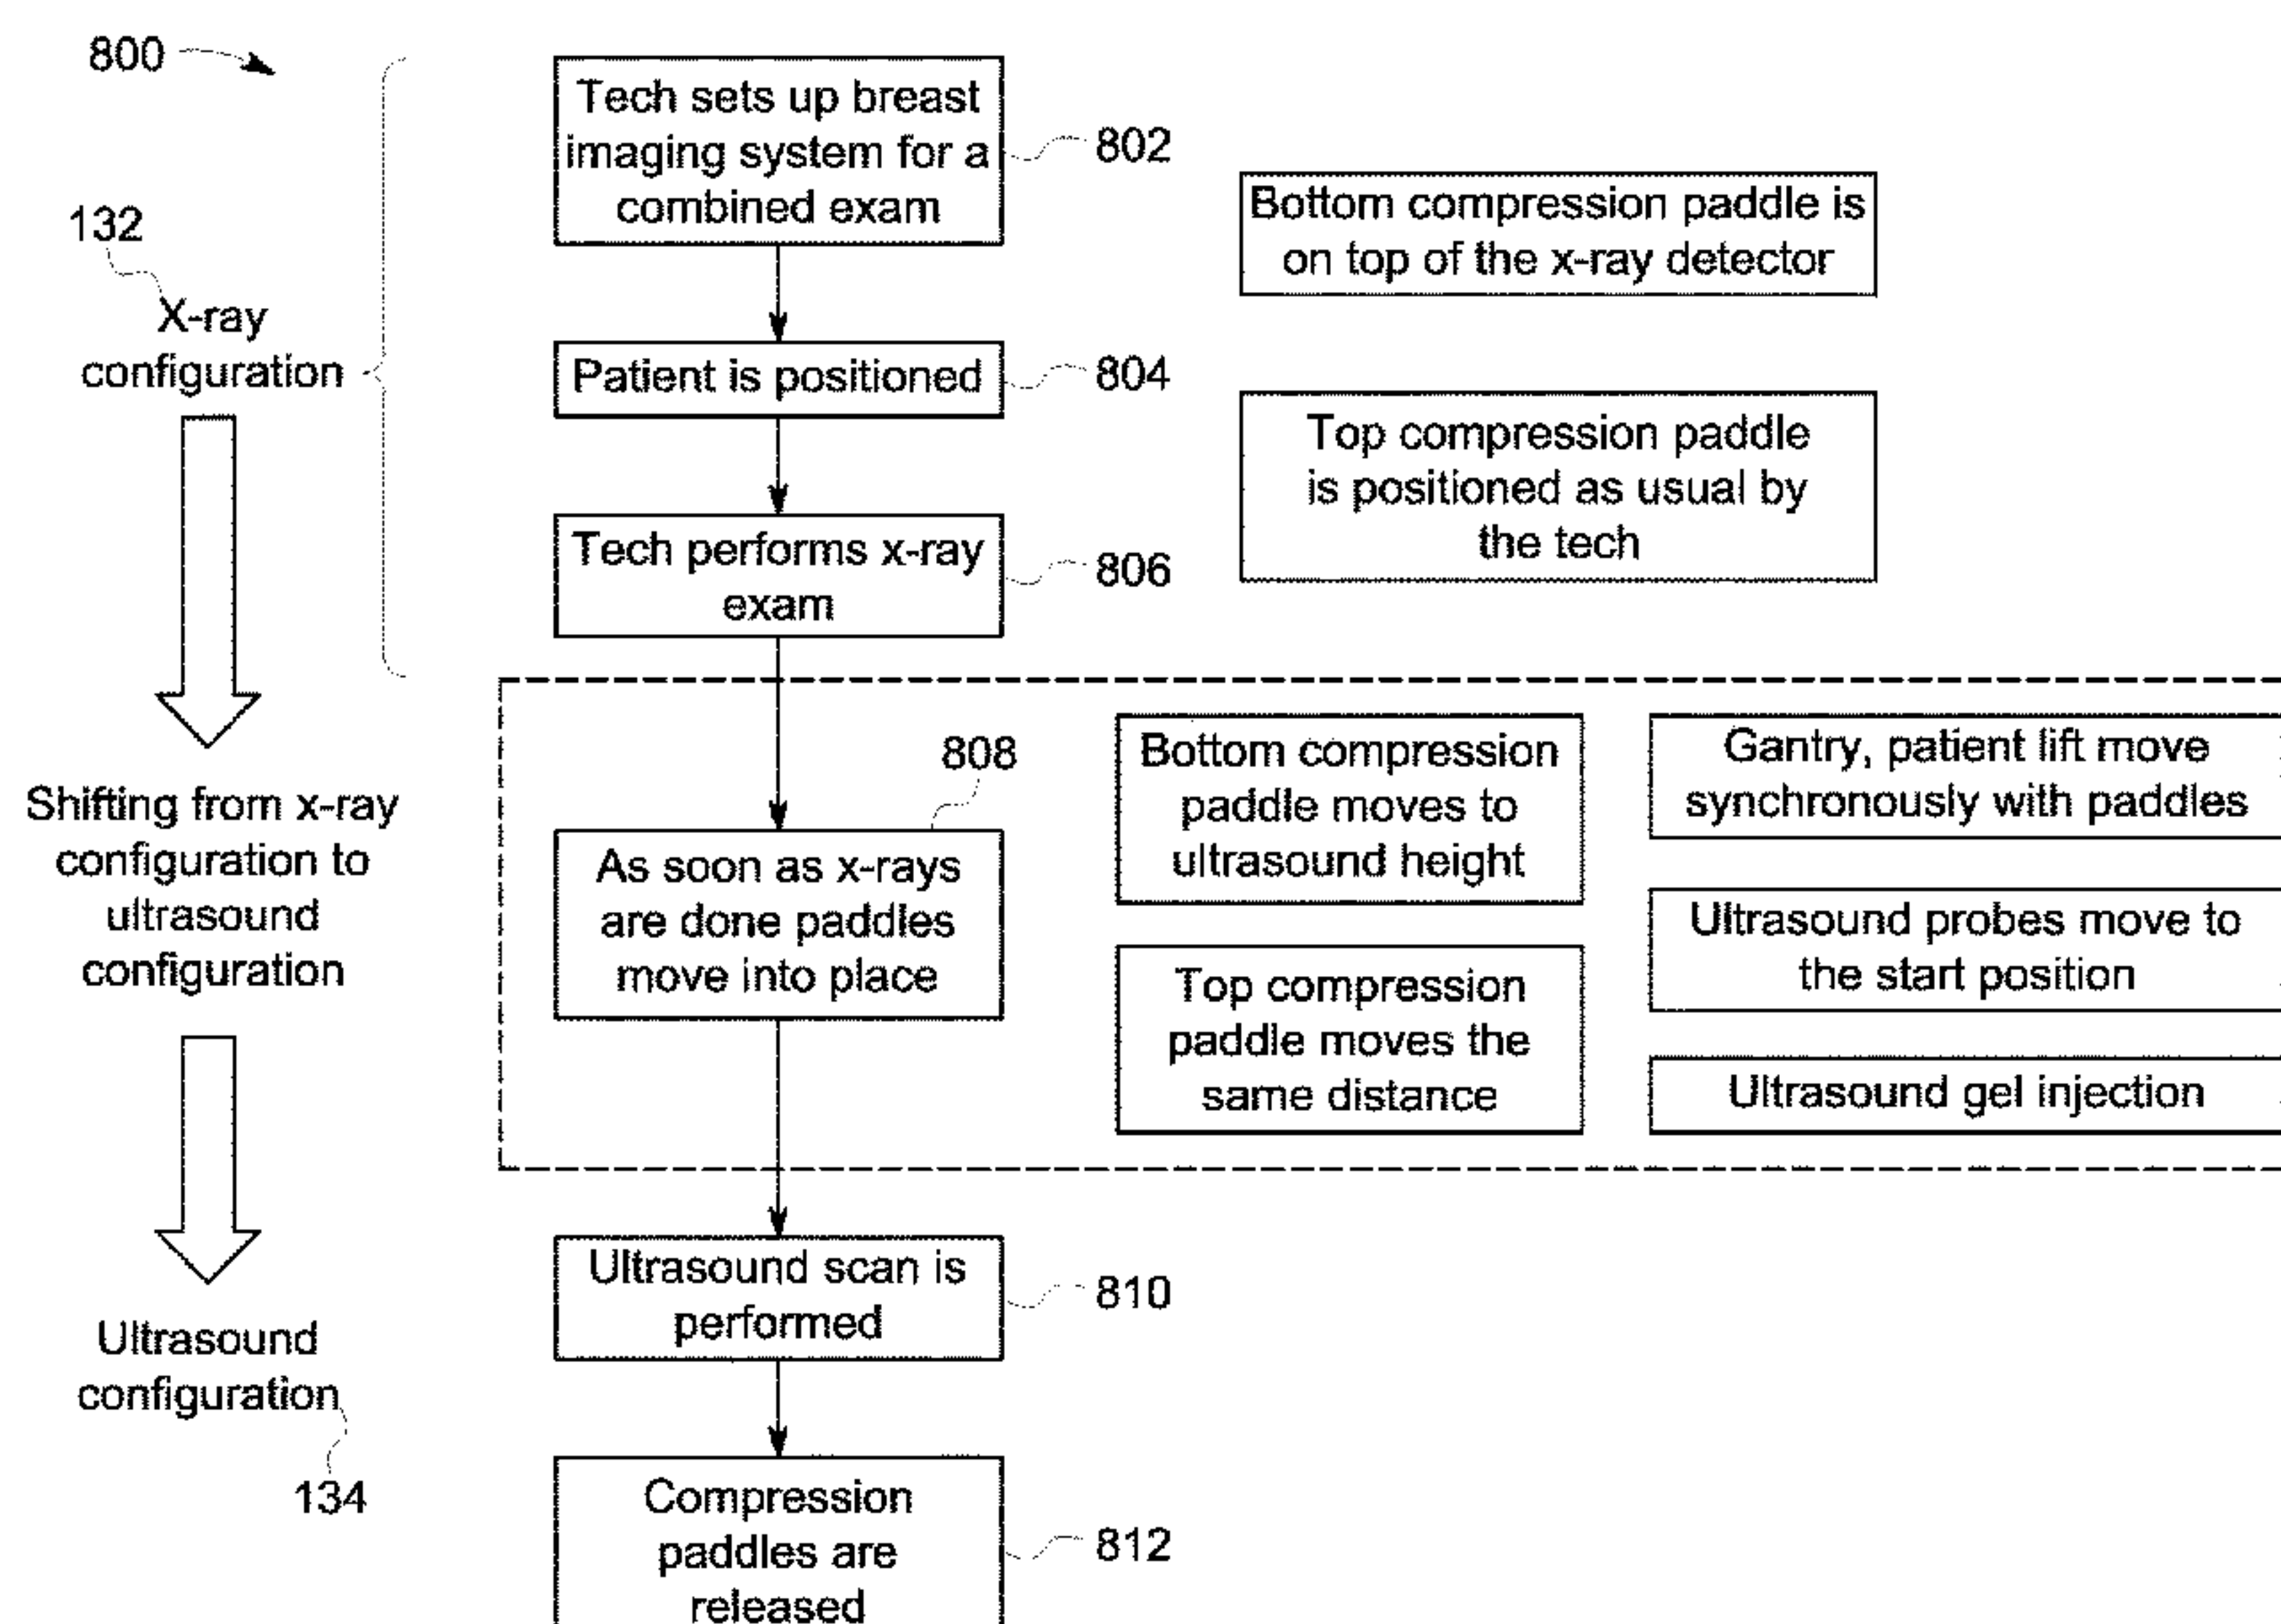 800
Tech sets up breast
imaging system for a
combined exam
802
Bottom compression paddle is
on top of the x-ray detector
132
X-ray
configuration
Patient is positioned
804
Top compression paddle
is positioned as usual by
the tech
Tech performs x-ray
exam
806
Shifting from x-ray
configuration to
ultrasound
configuration
808
As soon as x-rays
are done paddles
move into place
Bottom compression
paddle moves to
ultrasound height
Top compression
paddle moves the
same distance
Gantry, patient lift move
synchronously with paddles
Ultrasound probes move to
the start position
Ultrasound gel injection
Ultrasound scan is
performed
810
Ultrasound
configuration
134
Compression
paddles are
released
812